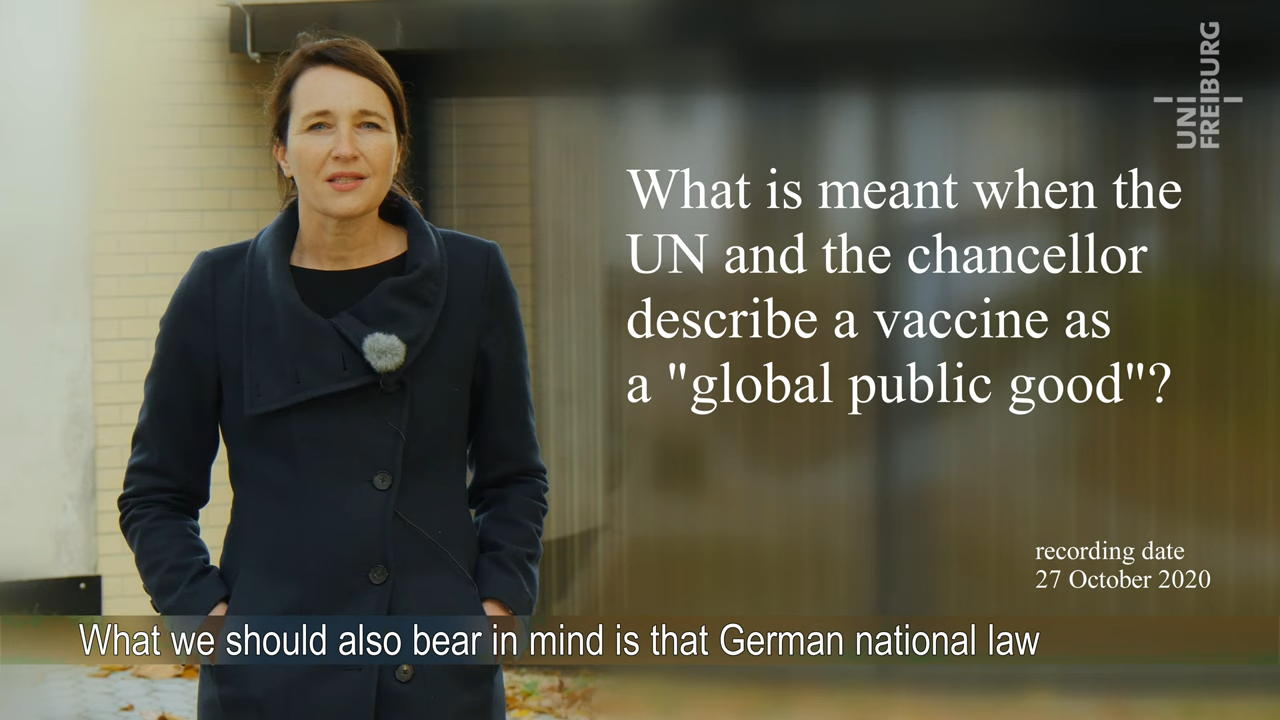 UNI
FREIBURG
What is meant when the
UN and the chancellor
describe a vaccine as
a "global public good"?
recording date
27 October 2020
What we should also bear in mind is that German national law